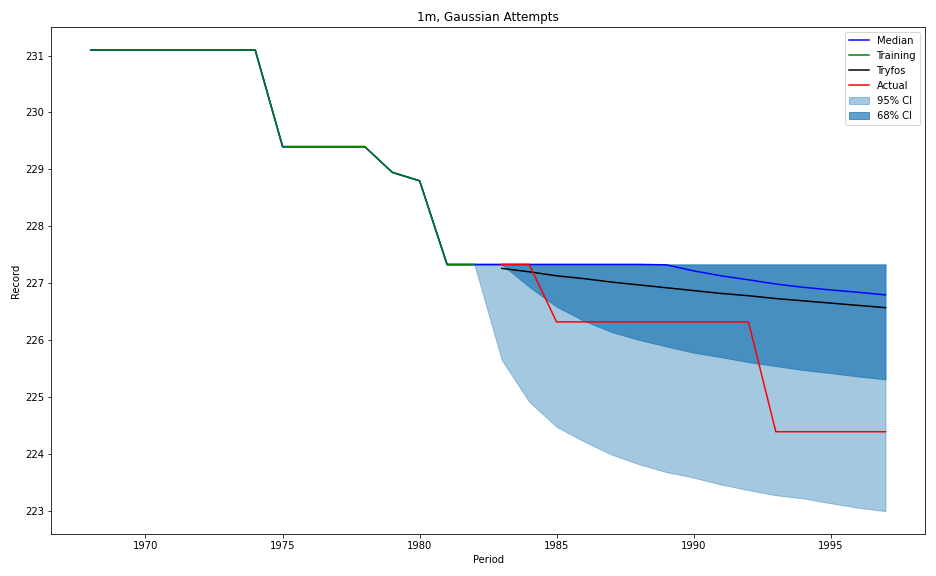 1m, Gaussian Attempts
Median
Training
Tryfos
Actual
95% CI
68% CI
Record
231
230
229
228
227
226
225
224
223
1970
1975
1980
1985
1990
1995
Period